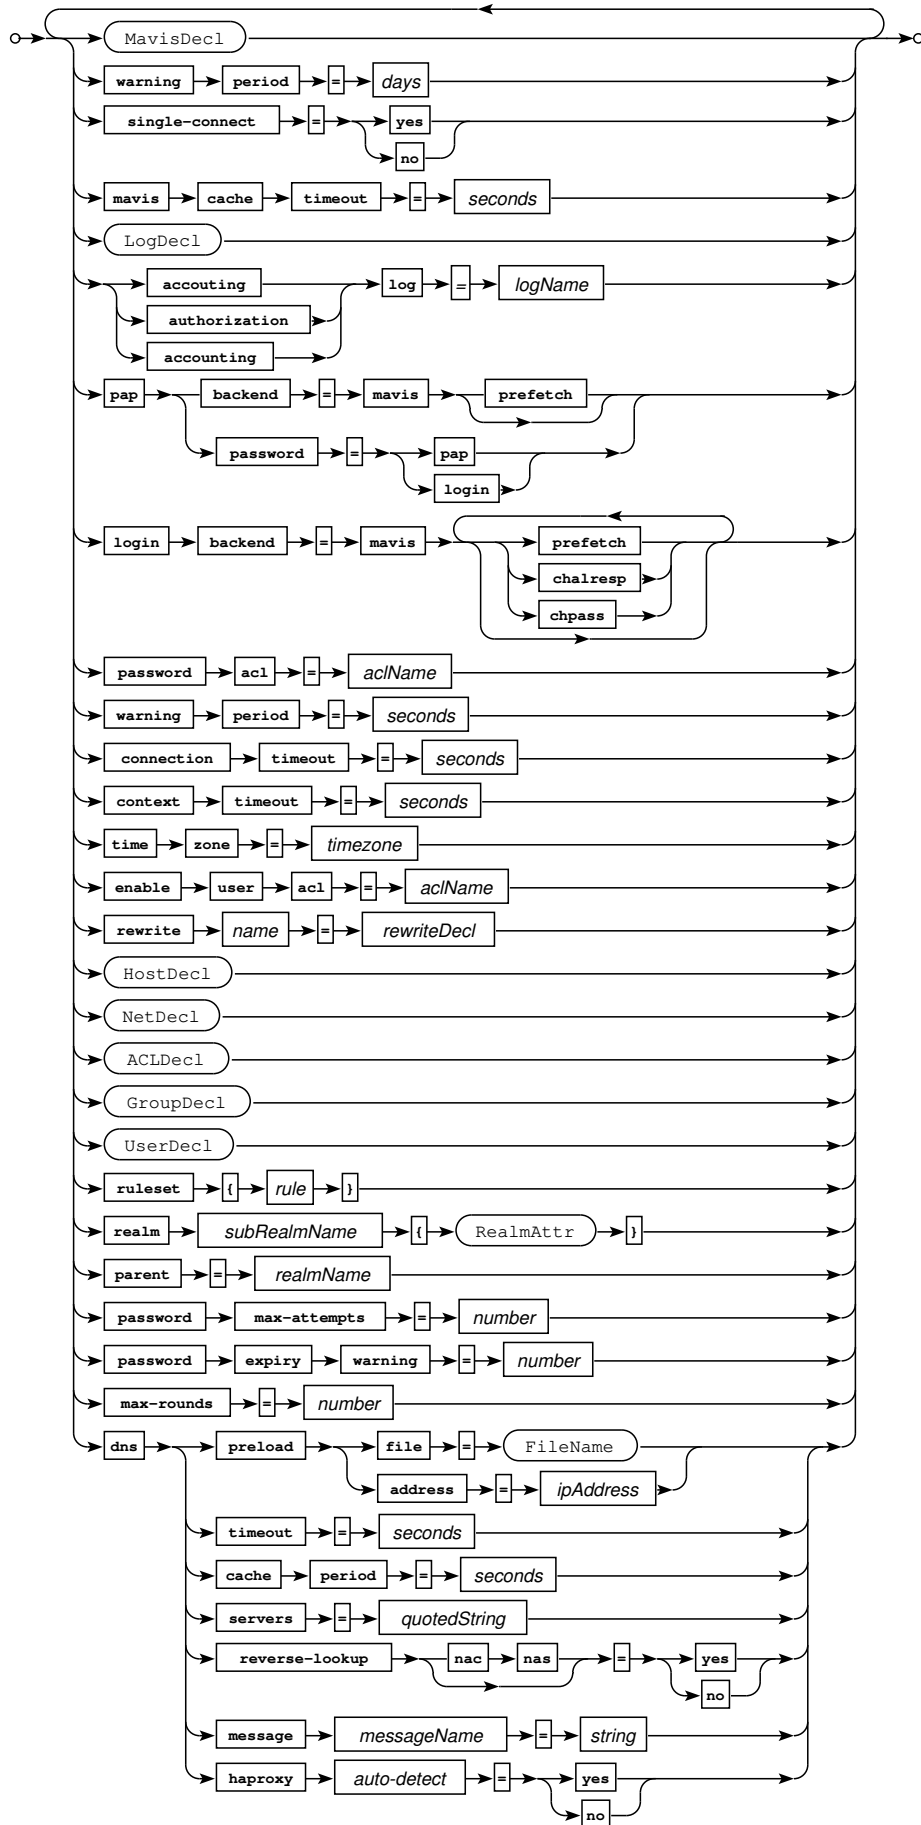 MavisDecl
warning period = days
single-connect = yes
no
mavis cache timeout = seconds
LogDecl
accouting log = logName
authorization
accounting
pap backend = mavis prefetch
password = pap
login
login backend = mavis prefetch
chalresp
chpass
password acl = aclName
warning period = seconds
connection timeout = seconds
context timeout = seconds
time zone = timezone
enable user acl = aclName
rewrite name = rewriteDecl
HostDecl
NetDecl
ACLDecl
GroupDecl
UserDecl
ruleset { rule }
realm subRealmName { RealmAttr }
parent = realmName
password max-attempts = number
password expiry warning = number
max-rounds = number
dns preload file = FileName
address = ipAddress
timeout = seconds
cache period = seconds
servers = quotedString
reverse-lookup nac nas = yes
no
message messageName = string
haproxy auto-detect = yes
no